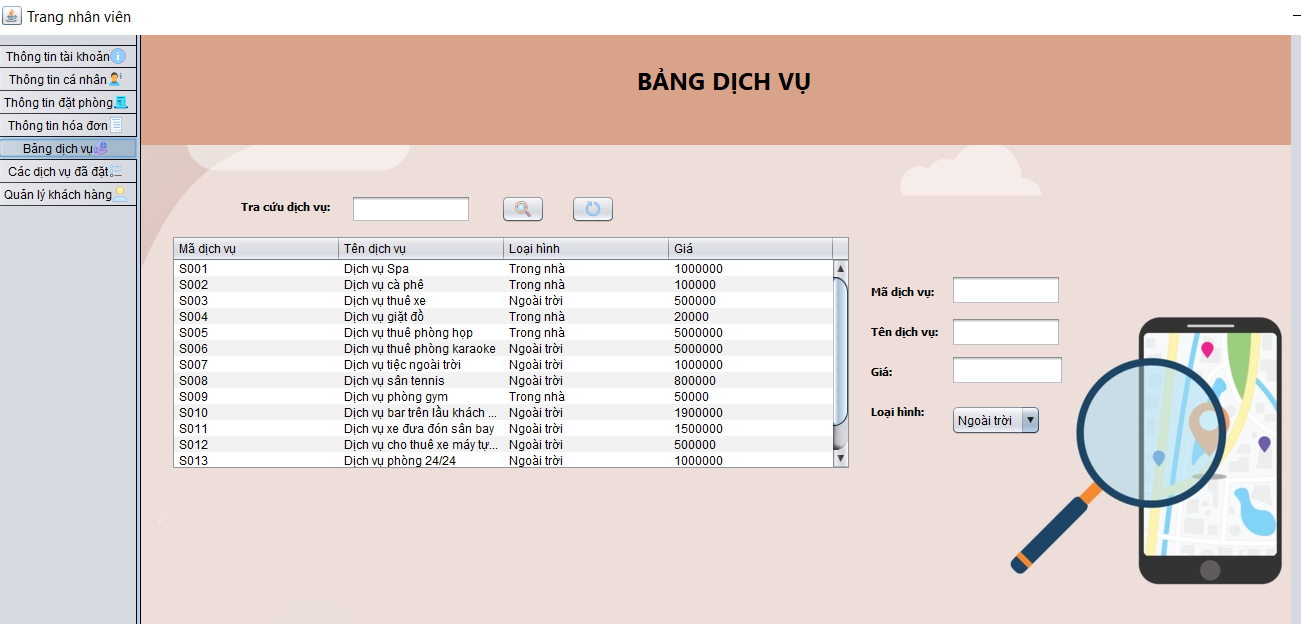 Trang nhân viên
Thông tin tài khoản
Thông tin cá nhân
Thông tin đặt phòng
Thông tin hóa đơn
Bảng dịch vụ
Các dịch vụ đã đặt
Quản lý khách hàng
BẢNG DỊCH VỤ
Tra cứu dịch vụ:
Mã dịch vụ Tên dịch vụ Loại hình Giá
S001 Dịch vụ Spa Trong nhà 1000000
S002 Dịch vụ cà phê Trong nhà 100000
S003 Dịch vụ thuê xe Ngoài trời 500000
S004 Dịch vụ giặt đồ Trong nhà 20000
S005 Dịch vụ thuê phòng họp Trong nhà 5000000
S006 Dịch vụ thuê phòng karaoke Ngoài trời 5000000
S007 Dịch vụ tiệc ngoài trời Ngoài trời 1000000
S008 Dịch vụ sân tennis Ngoài trời 800000
S009 Dịch vụ phòng gym Trong nhà 50000
S010 Dịch vụ bar trên lầu khách ... Ngoài trời 1900000
S011 Dịch vụ xe đưa đón sân bay Ngoài trời 1500000
S012 Dịch vụ cho thuê xe máy tự... Ngoài trời 500000
S013 Dịch vụ phòng 24/24 Ngoài trời 1000000
Mã dịch vụ:
Tên dịch vụ:
Giá:
Loại hình:
Ngoài trời